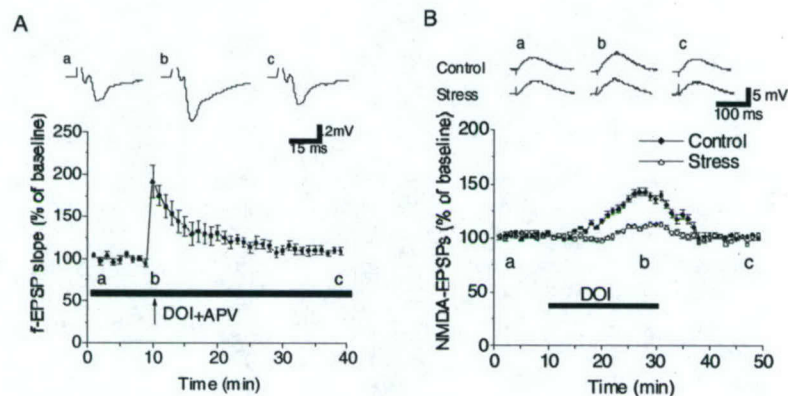 A
a b c
.2mV
15 ms
f-EPSP slope (% of baseline)
250
200
150
100
50
0
a b c
DOI+APV
0 10 20 30 40
Time (min)
B
a b c
Control
Stress
5 mV
100 ms
NMDA-EPSPs (% of baseline)
200
150
100
50
0
Control
Stress
a b c
DOI
0 10 20 30 40 50
Time (min)